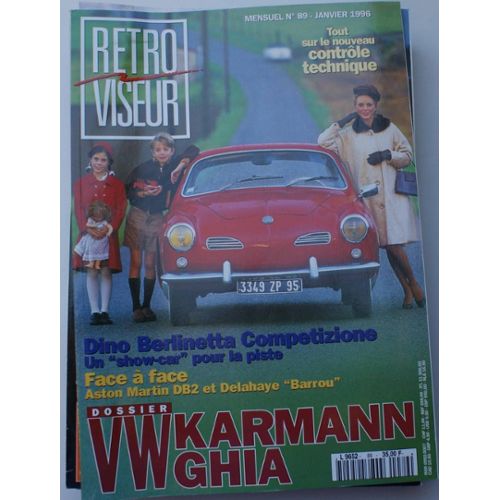 MENSUEL N° 89 - JANVIER 1996
RETRO
VISEUR
Tout
sur le nouveau
contrôle
technique
3349 ZP 95
Dino Berlinetta Competizione
Un "show-car" pour la piste
Face à face
Aston Martin DB2 et Delahaye "Barrou"
DOSSIER
VW KARMANN
GHIA
L 9652 - 89 - 35,00 F